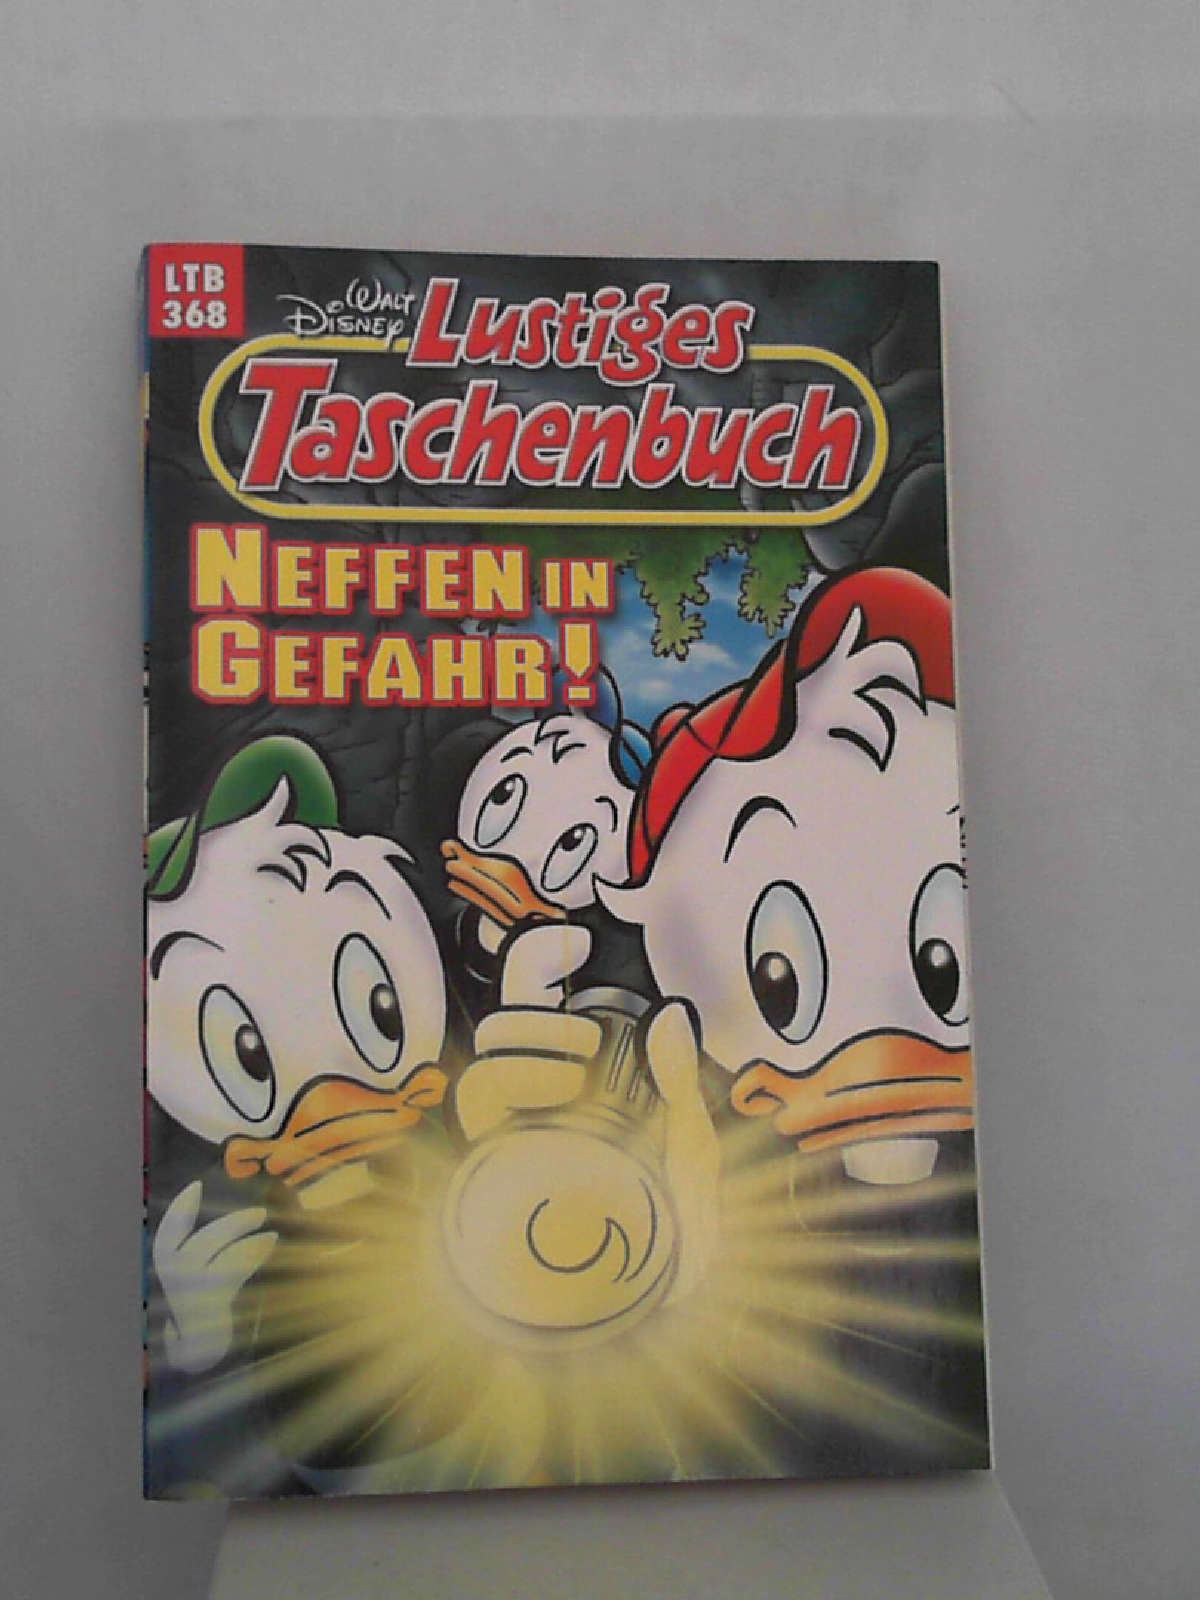 LTB
368
Walt
Disney
Lustiges
Taschenbuch
Neffen in
Gefahr!